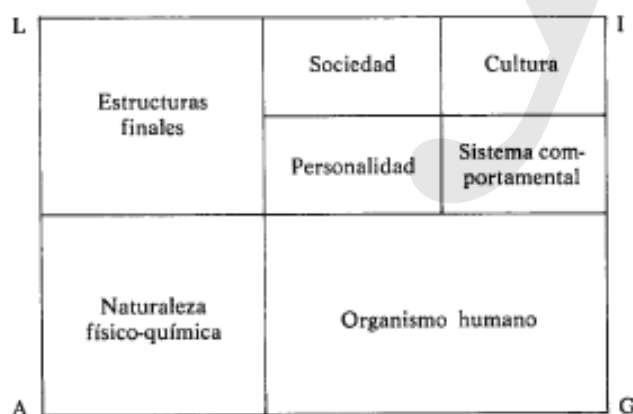 L
I
Sociedad
Cultura
Estructuras
finales
Personalidad
Sistema com-
portamental
Naturaleza
físico-química
Organismo humano
A
G